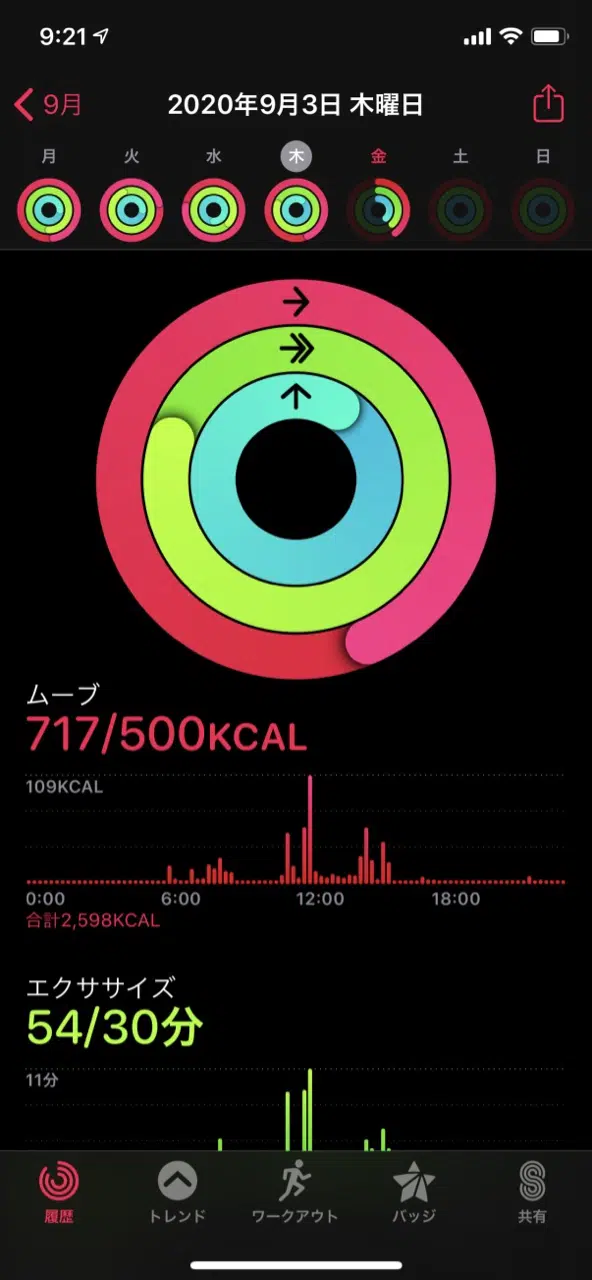 9:21
9月
2020年9月3日 木曜日
月 火 水 木 金 土 日
ムーブ
717/500KCAL
109KCAL
0:00 6:00 12:00 18:00
合計2,598KCAL
エクササイズ
54/30分
11分
履歴 トレンド ワークアウト バッジ 共有